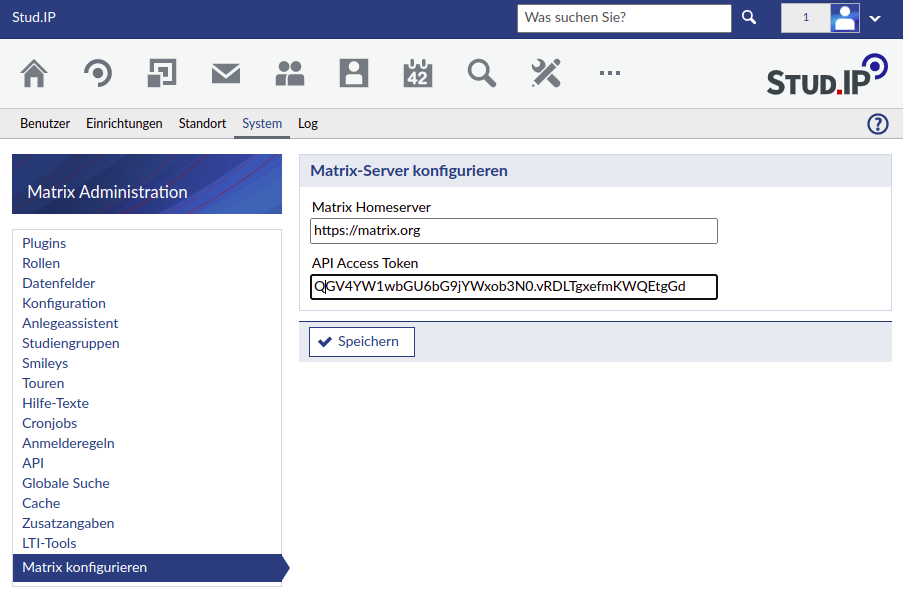 Stud.IP
Was suchen Sie?
1
42
STUD.IP
Benutzer Einrichtungen Standort System Log
?
Matrix Administration
Plugins
Rollen
Datenfelder
Konfiguration
Anlegeassistent
Studiengruppen
Smileys
Touren
Hilfe-Texte
Cronjobs
Anmelderegeln
API
Globale Suche
Cache
Zusatzangaben
LTI-Tools
Matrix konfigurieren
Matrix-Server konfigurieren
Matrix Homeserver
https://matrix.org
API Access Token
QGV4YW1wbGU6bG9jYWxob3N0.vRDLTgxefmKWQEtgGd
Speichern